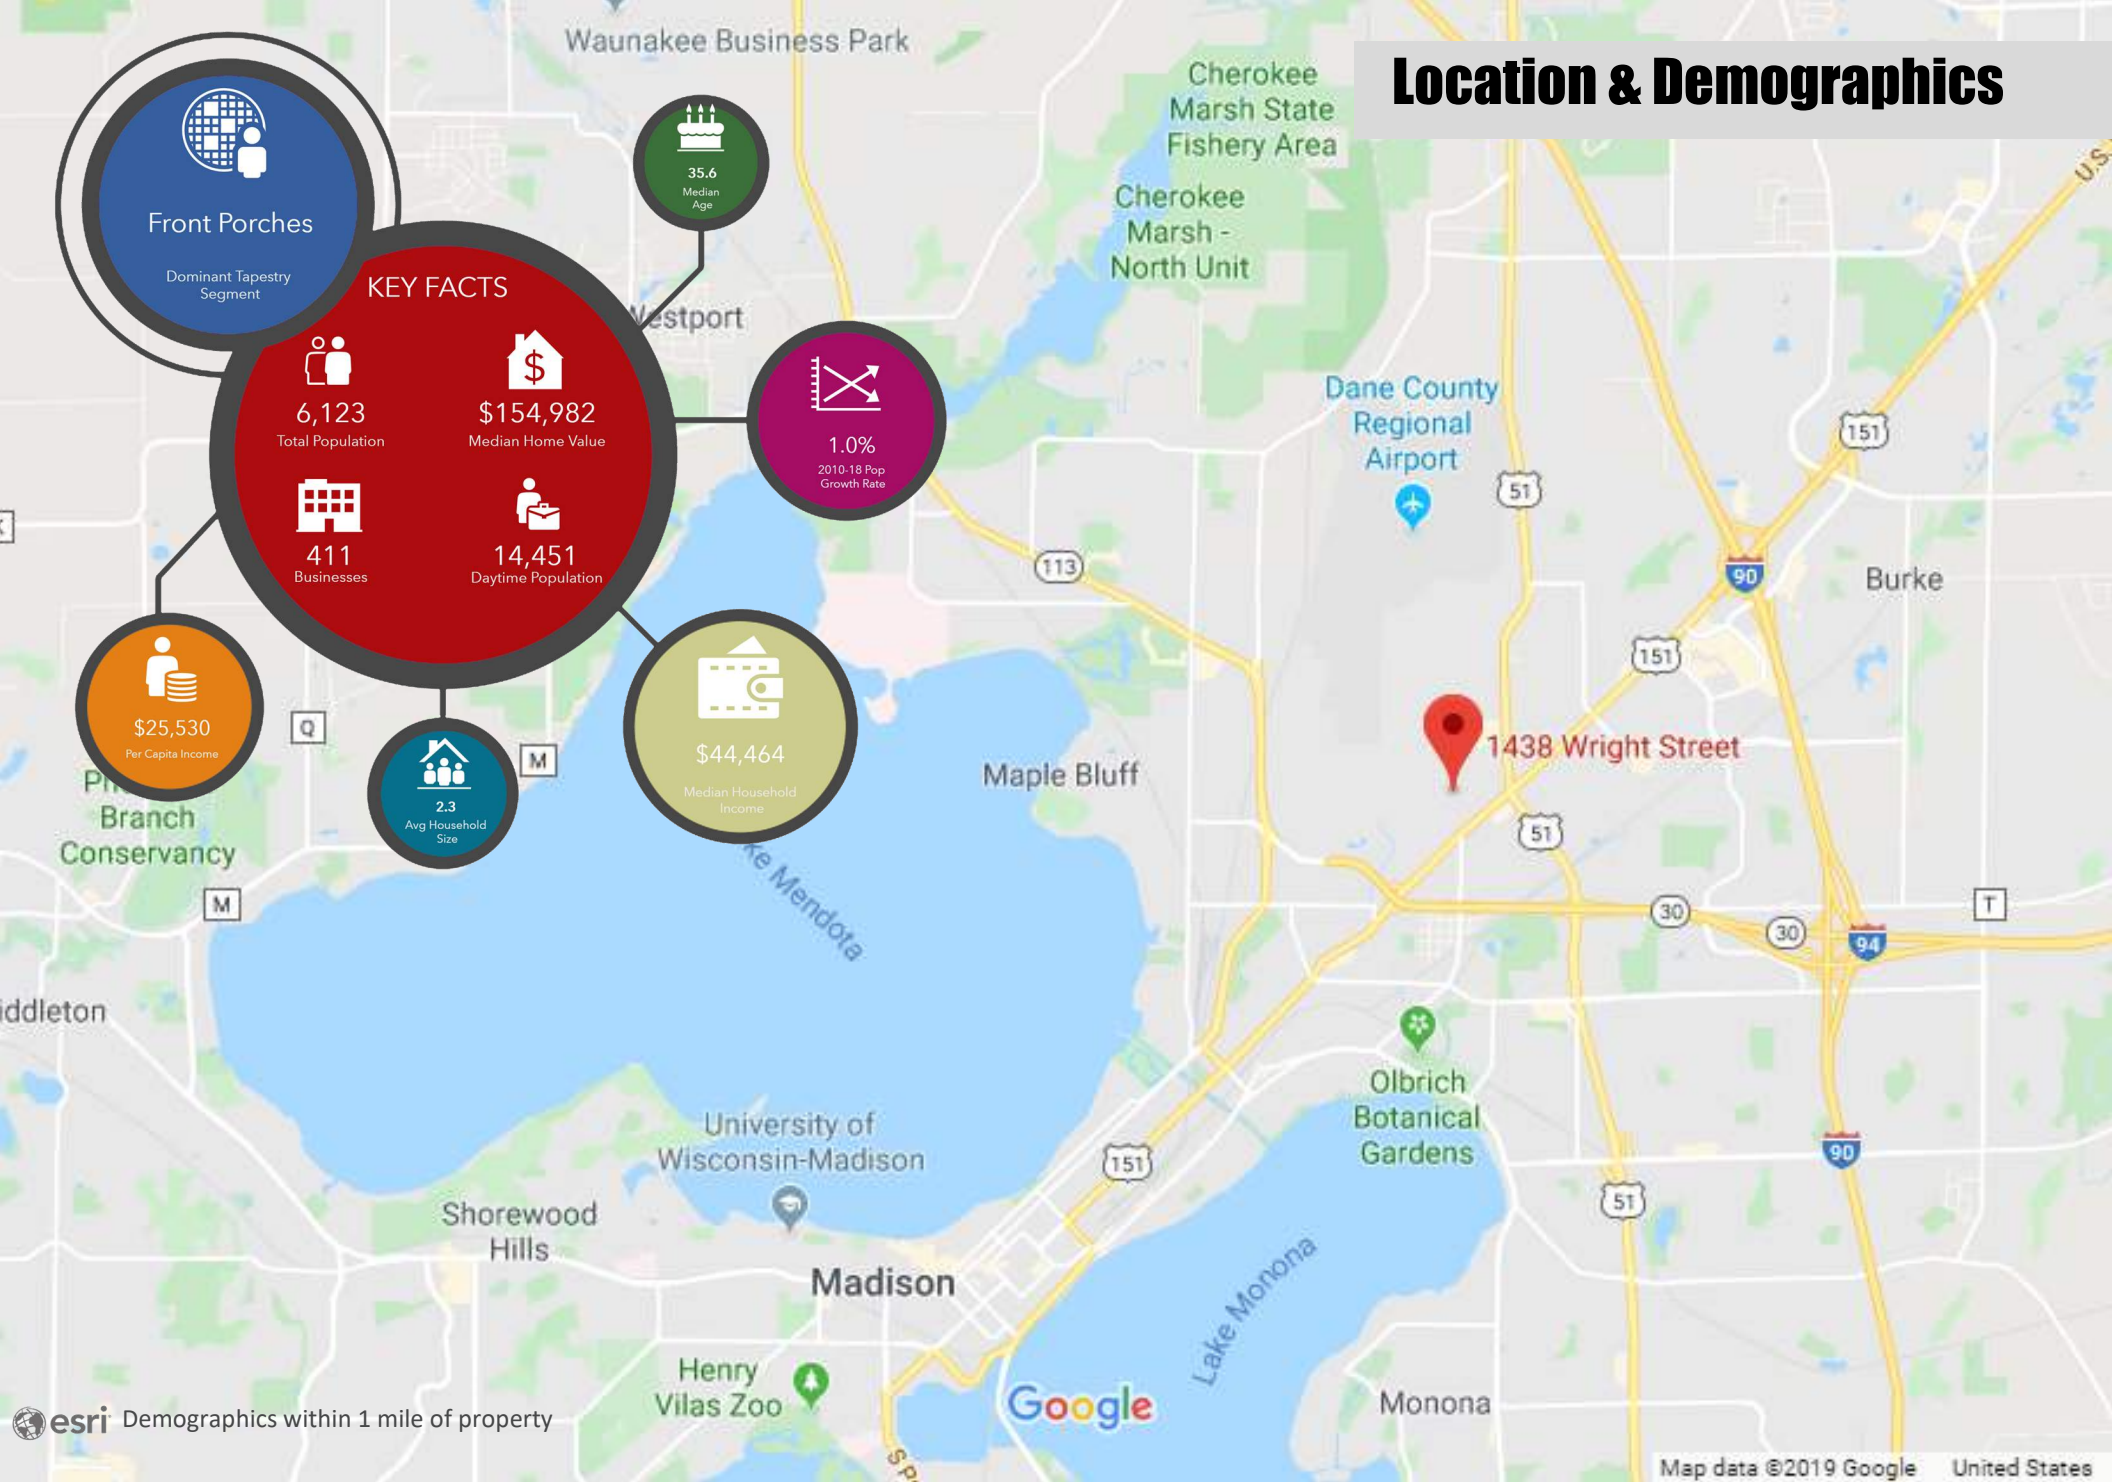 Location & Demographics
Front Porches
Dominant Tapestry
Segment
KEY FACTS
6,123
Total Population
$154,982
Median Home Value
411
Businesses
14,451
Daytime Population
35.6
Median
Age
1.0%
2010-18 Pop
Growth Rate
$25,530
Per Capita Income
2.3
Avg Household
Size
$44,464
Median Household
Income
Waunakee Business Park
Cherokee
Marsh State
Fishery Area
Cherokee
Marsh -
North Unit
U.S.
Westport
Dane County
Regional
Airport
151
51
113
90
Burke
151
Q
M
1438 Wright Street
Maple Bluff
51
Branch
Conservancy
M
ke Mendota
30
30
94
T
iddleton
Olbrich
Botanical
Gardens
University of
Wisconsin-Madison
151
90
51
Shorewood
Hills
Madison
Lake Monona
Henry
Vilas Zoo
Google
Monona
esri Demographics within 1 mile of property
Map data ©2019 Google United States